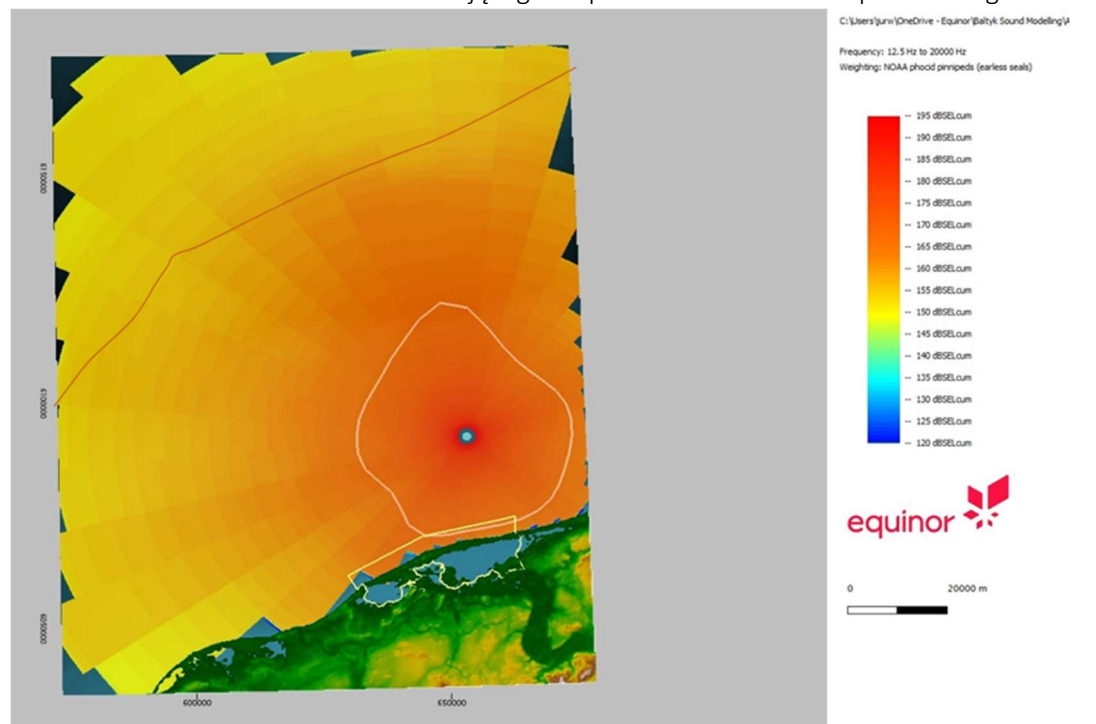 C:\Users\jurw\OneDrive - Equinor\Baltyk Sound Modelling\A
Frequency: 12.5 Hz to 20000 Hz
Weighting: NOAA phocid pinnipeds (earless seals)
195 dBSELcum
190 dBSELcum
185 dBSELcum
180 dBSELcum
175 dBSELcum
170 dBSELcum
165 dBSELcum
160 dBSELcum
155 dBSELcum
150 dBSELcum
145 dBSELcum
140 dBSELcum
135 dBSELcum
130 dBSELcum
125 dBSELcum
120 dBSELcum
equinor
0 20000 m
6150000
6100000
6050000
600000 650000